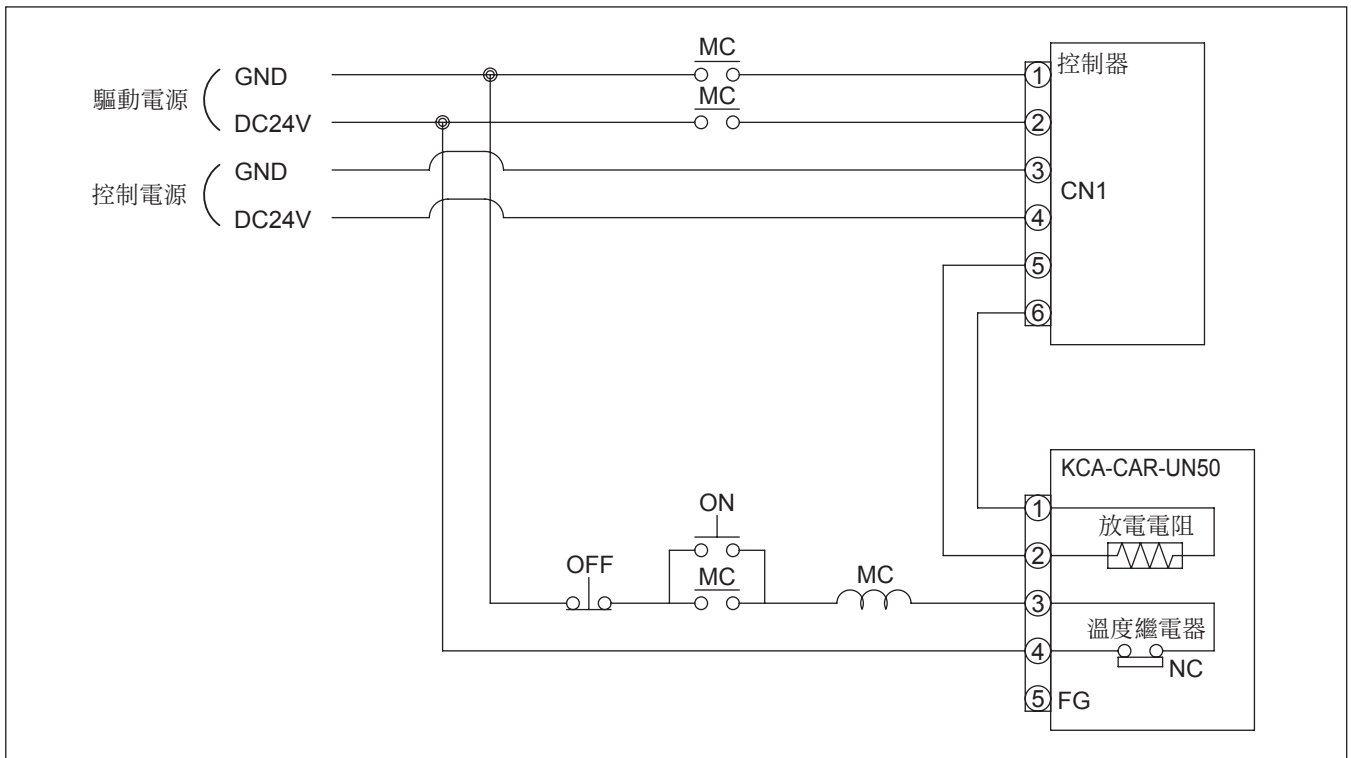 MC
控制器
驅動電源
GND
①
MC
DC24V
②
控制電源
GND
③
CN1
DC24V
④
⑤
⑥
KCA-CAR-UN50
ON
①
放電電阻
OFF
MC
MC
②
③
溫度繼電器
④
NC
⑤ FG